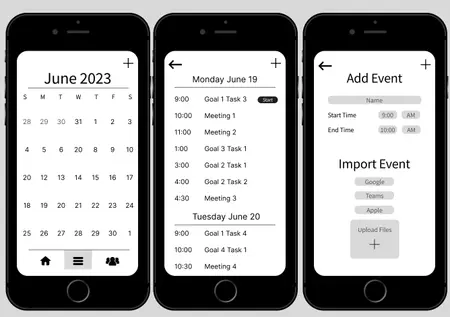 June 2023
S M T W T F S
28 29 30 31 1 2 3
4 5 6 7 8 9 10
11 12 13 14 15 16 17
18 19 20 21 22 23 24
25 26 27 28 29 30 1
Monday June 19
9:00 Goal 1 Task 3 Start
10:00 Meeting 1
11:00 Meeting 2
1:00 Goal 3 Task 1
3:00 Goal 2 Task 1
4:00 Goal 2 Task 2
4:30 Meeting 3
Tuesday June 20
9:00 Goal 1 Task 4
10:00 Goal 4 Task 1
10:30 Meeting 4
Add Event
Name
Start Time 9:00 AM
End Time 10:00 AM
Import Event
Google
Teams
Apple
Upload Files